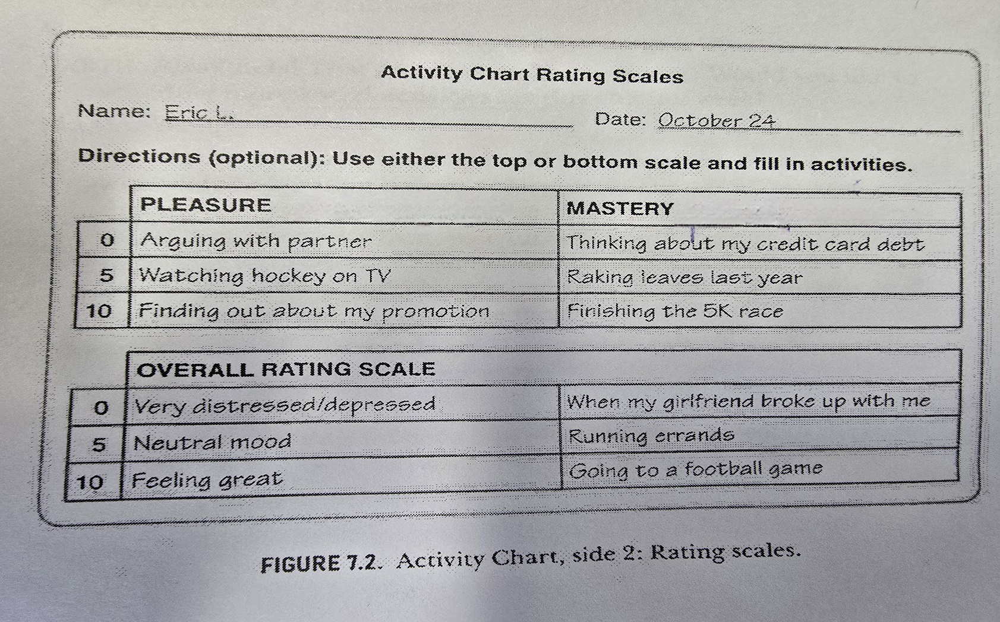 Activity Chart Rating Scales
Name: Eric L. Date: October 24
Directions (optional): Use either the top or bottom scale and fill in activities.
PLEASURE MASTERY
0 Arguing with partner Thinking about my credit card debt
5 Watching hockey on TV Raking leaves last year
10 Finding out about my promotion Finishing the 5K race
OVERALL RATING SCALE
0 Very distressed/depressed When my girlfriend broke up with me
5 Neutral mood Running errands
10 Feeling great Going to a football game
FIGURE 7.2. Activity Chart, side 2: Rating scales.